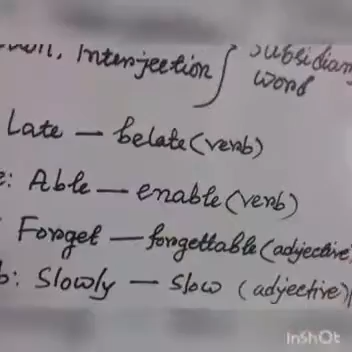 Interjection
subsidiary
word
Late — belate (verb)
e: Able — enable (verb)
Forget — forgettable (adjective)
b: Slowly — slow (adjective)
InShOt